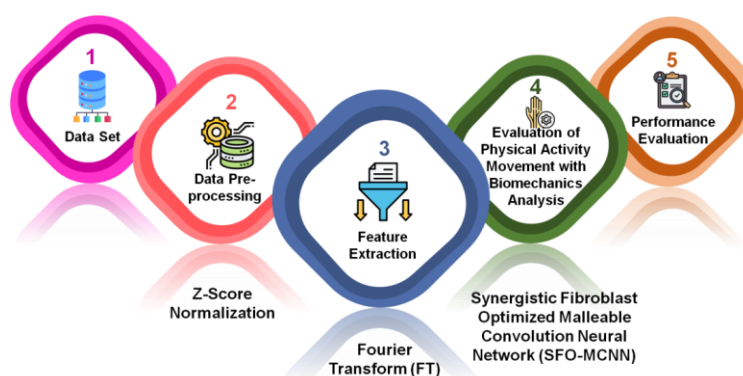 1
Data Set
2
Data Pre-
processing
Z-Score
Normalization
3
Feature
Extraction
Fourier
Transform (FT)
4
Evaluation of
Physical Activity
Movement with
Biomechanics
Analysis
Synergistic Fibroblast
Optimized Malleable
Convolution Neural
Network (SFO-MCNN)
5
Performance
Evaluation